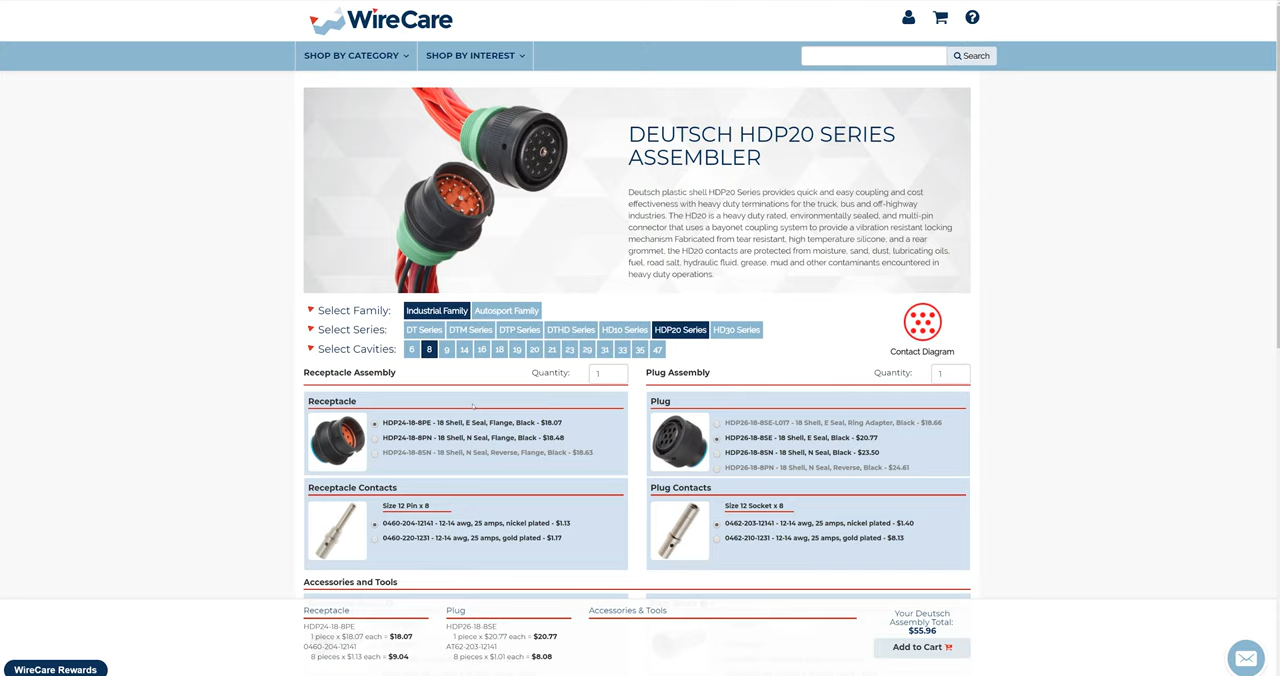 WireCare
SHOP BY CATEGORY
SHOP BY INTEREST
Search
DEUTSCH HDP20 SERIES
ASSEMBLER
Deutsch plastic shell HDP20 Series provides quick and easy coupling and cost
effectiveness with heavy duty terminations for the truck, bus and off-highway
industries. The HD20 is a heavy duty rated, environmentally sealed, and multi-pin
connector that uses a bayonet coupling system to provide a vibration resistant locking
mechanism Fabricated from tear resistant, high temperature silicone, and a rear
grommet, the HD20 contacts are protected from moisture, sand, dust, lubricating oils,
fuel, road salt, hydraulic fluid, grease, mud and other contaminants encountered in
heavy duty operations.
Select Family: Industrial Family Autosport Family
Select Series: DT Series DTM Series DTP Series DTHD Series HD10 Series HDP20 Series HD30 Series
Select Cavities: 6 8 9 14 16 18 19 20 21 23 29 31 33 35 47
Contact Diagram
Receptacle Assembly Quantity: 1
Receptacle
HDP24-18-8PE - 18 Shell, E Seal, Flange, Black - $18.07
HDP24-18-8PN - 18 Shell, N Seal, Flange, Black - $18.48
HDP24-18-8SN - 18 Shell, N Seal, Reverse, Flange, Black - $18.63
Receptacle Contacts
Size 12 Pin x 8
0460-204-12141 - 12-14 awg, 25 amps, nickel plated - $1.13
0460-220-1231 - 12-14 awg, 25 amps, gold plated - $1.17
Plug Assembly Quantity: 1
Plug
HDP26-18-8SE-L017 - 18 Shell, E Seal, Ring Adapter, Black - $18.66
HDP26-18-8SE - 18 Shell, E Seal, Black - $20.77
HDP26-18-8SN - 18 Shell, N Seal, Black - $23.50
HDP26-18-8PN - 18 Shell, N Seal, Reverse, Black - $24.61
Plug Contacts
Size 12 Socket x 8
0462-203-12141 - 12-14 awg, 25 amps, nickel plated - $1.40
0462-210-1231 - 12-14 awg, 25 amps, gold plated - $8.13
Accessories and Tools
Receptacle
HDP24-18-8PE
1 piece x $18.07 each = $18.07
0460-204-12141
8 pieces x $1.13 each = $9.04
Plug
HDP26-18-8SE
1 piece x $20.77 each = $20.77
AT62-203-12141
8 pieces x $1.01 each = $8.08
Accessories & Tools
Your Deutsch
Assembly Total:
$55.96
Add to Cart
WireCare Rewards